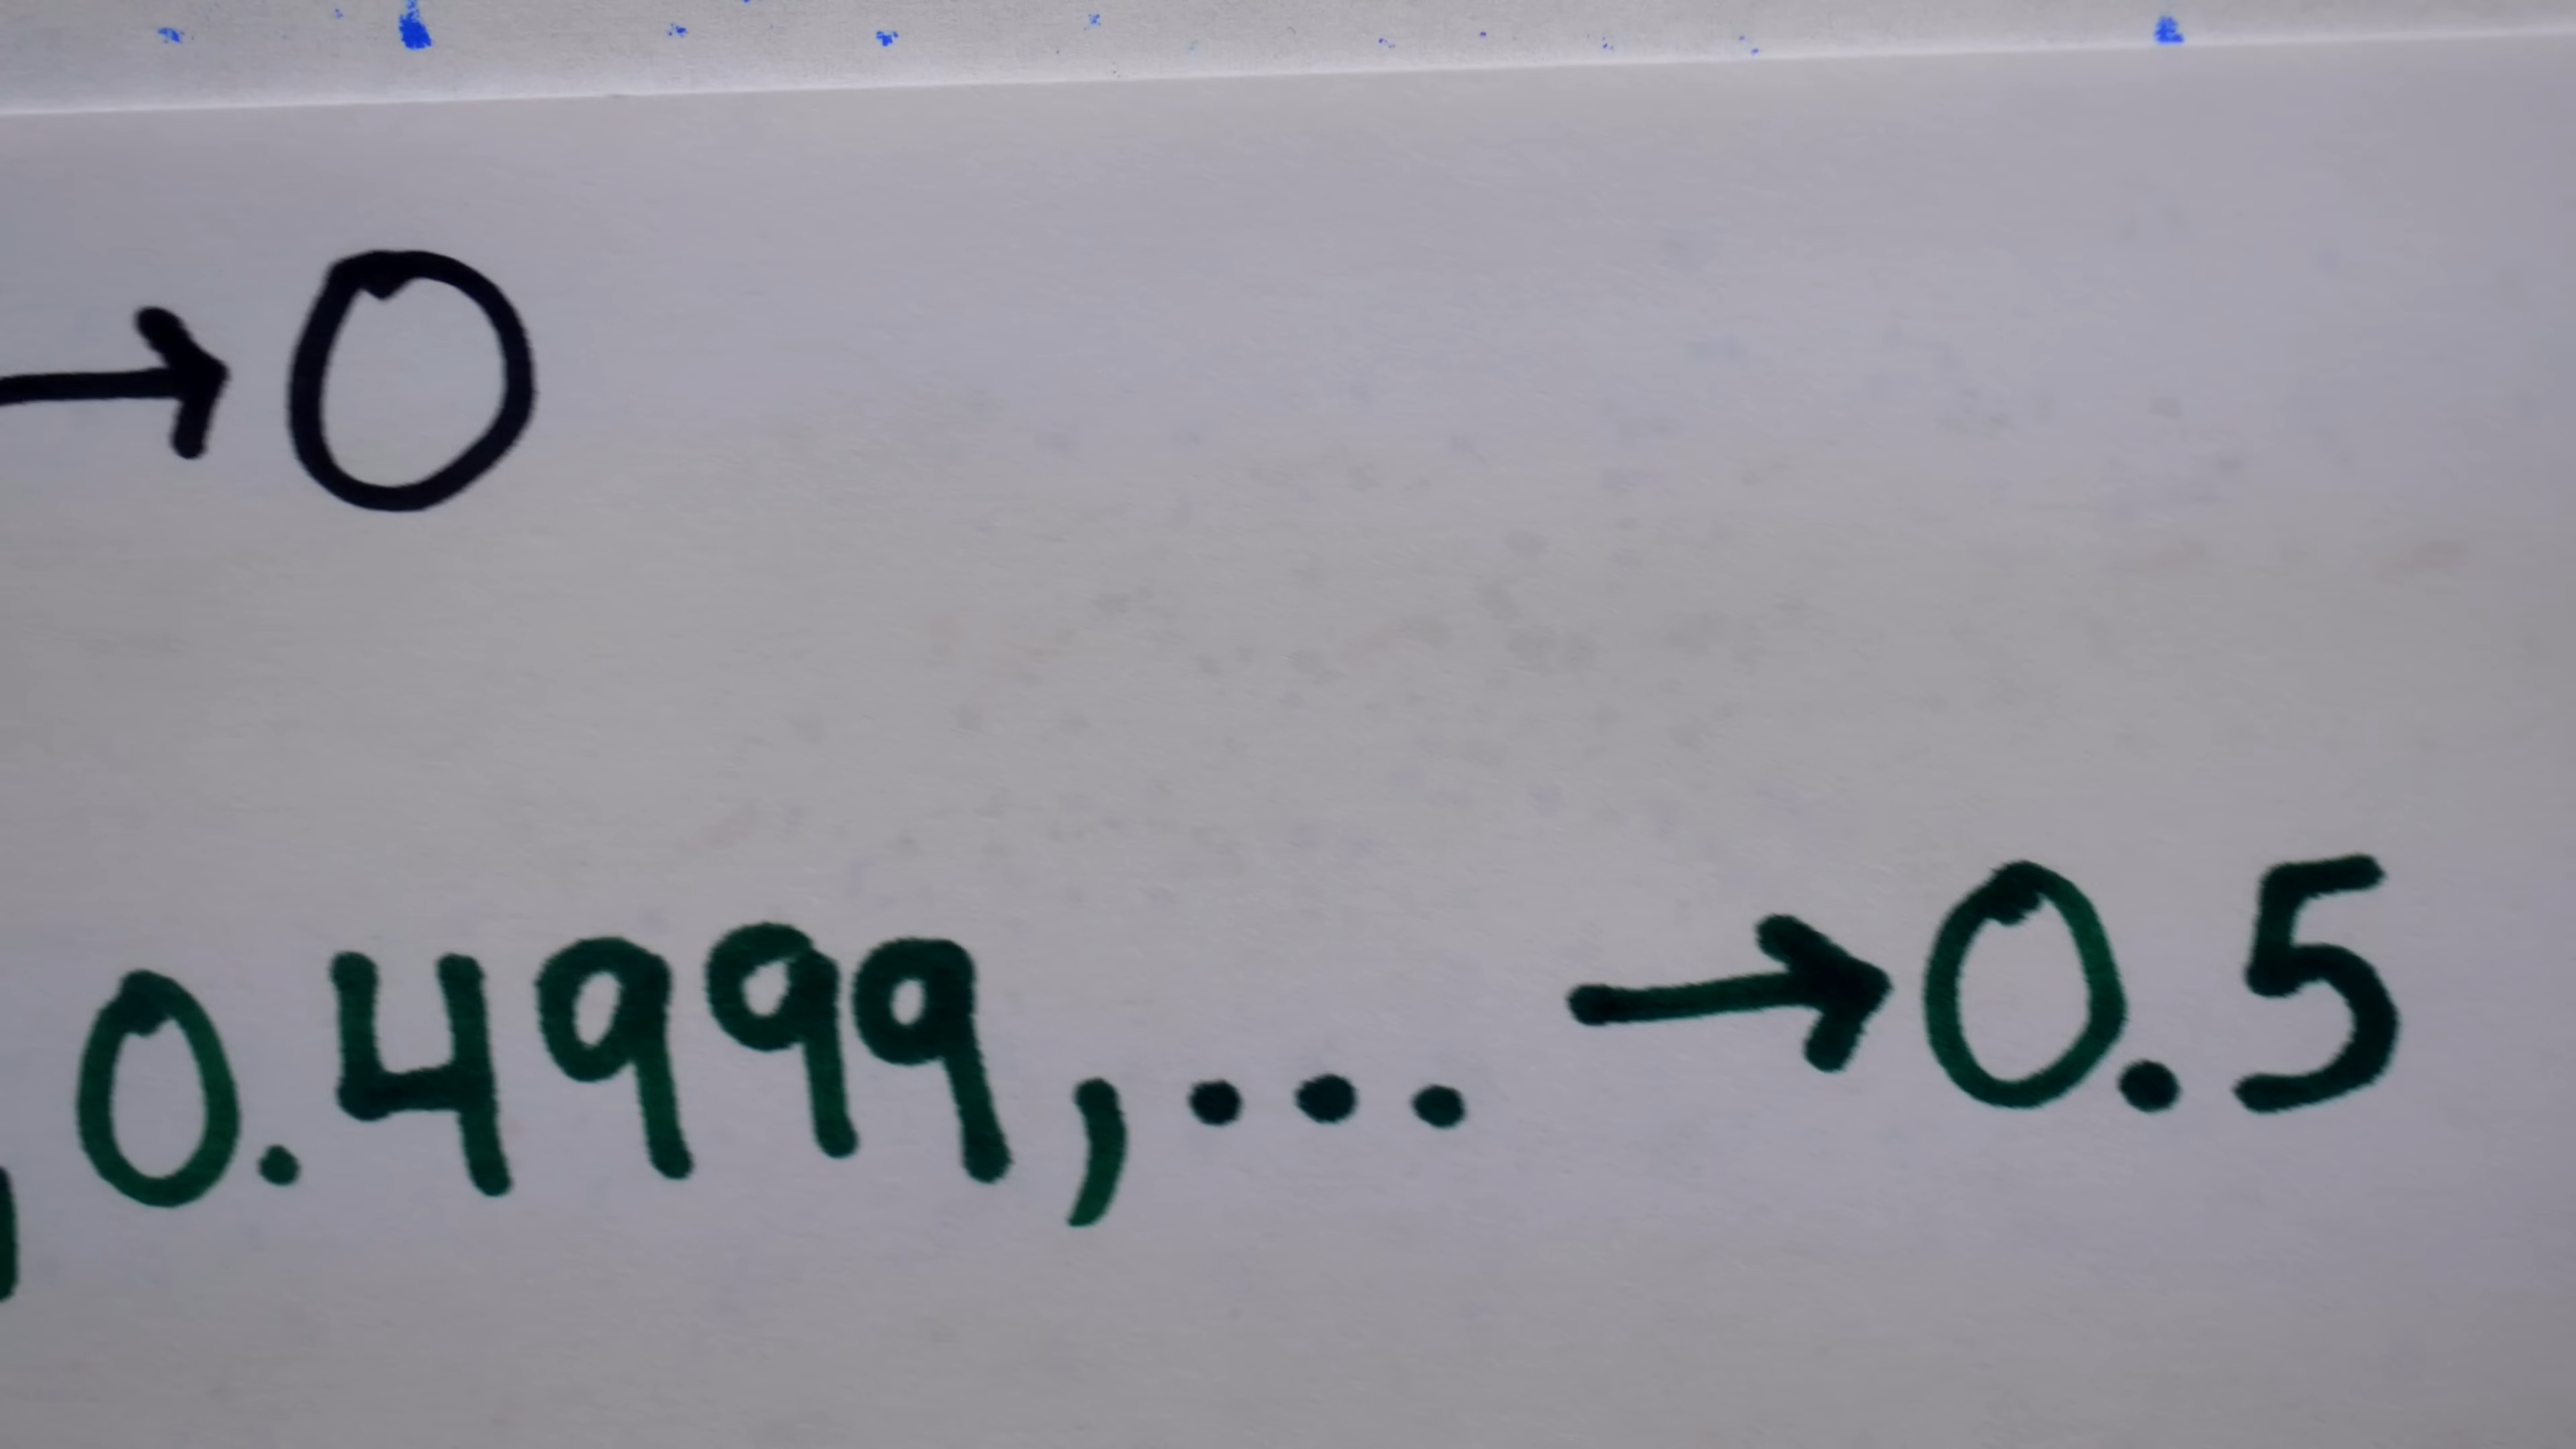 → 0
, 0.4999, ... → 0.5